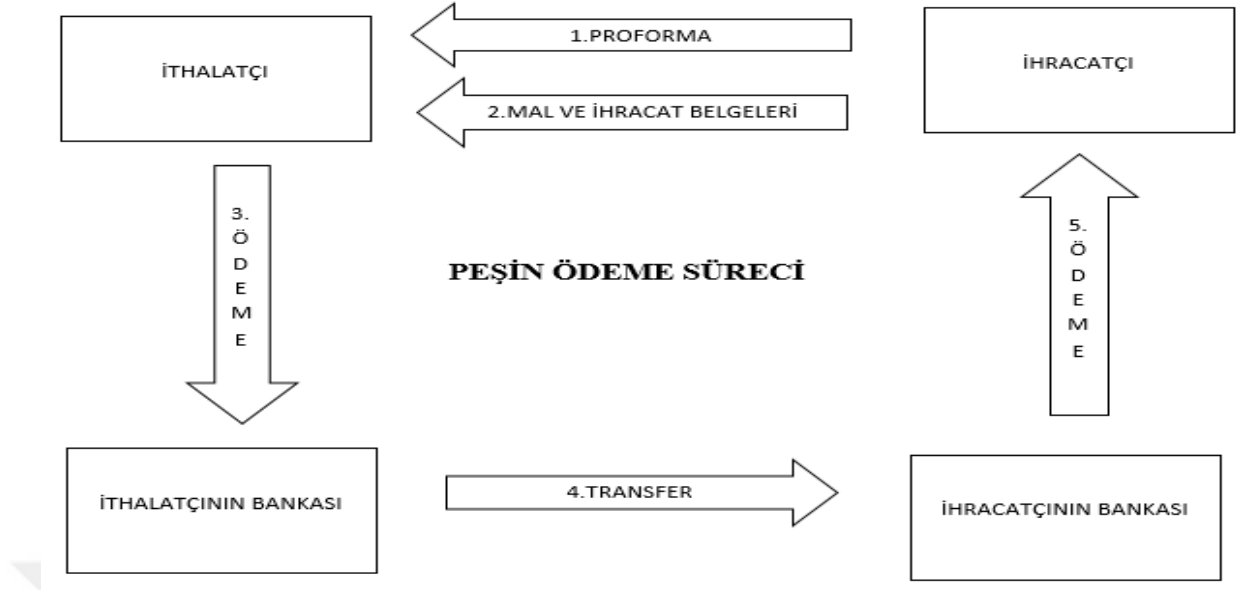 1.PROFORMA
İTHALATÇI
İHRACATÇI
2.MAL VE İHRACAT BELGELERİ
3.
Ö
D
E
M
E
PEŞİN ÖDEME SÜRECİ
5.
Ö
D
E
M
E
İTHALATÇININ BANKASI
4.TRANSFER
İHRACATÇININ BANKASI